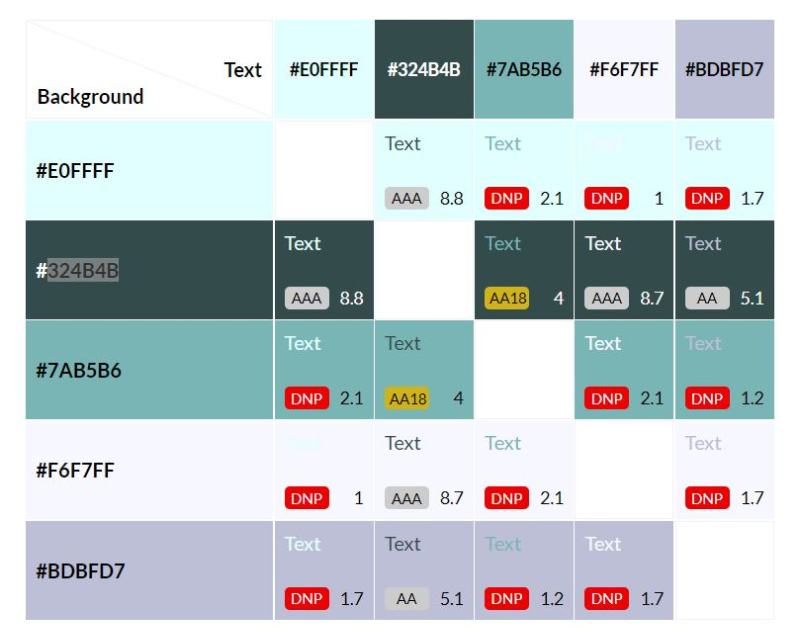 Text #E0FFFF #324B4B #7AB5B6 #F6F7FF #BDBFD7
Background
#E0FFFF
Text Text Text
AAA 8.8 DNP 2.1 DNP 1 DNP 1.7
#324B4B
Text Text Text Text
AAA 8.8 AA18 4 AAA 8.7 AA 5.1
#7AB5B6
Text Text Text Text
DNP 2.1 AA18 4 DNP 2.1 DNP 1.2
#F6F7FF
Text Text Text
DNP 1 AAA 8.7 DNP 2.1 DNP 1.7
#BDBFD7
Text Text Text Text
DNP 1.7 AA 5.1 DNP 1.2 DNP 1.7